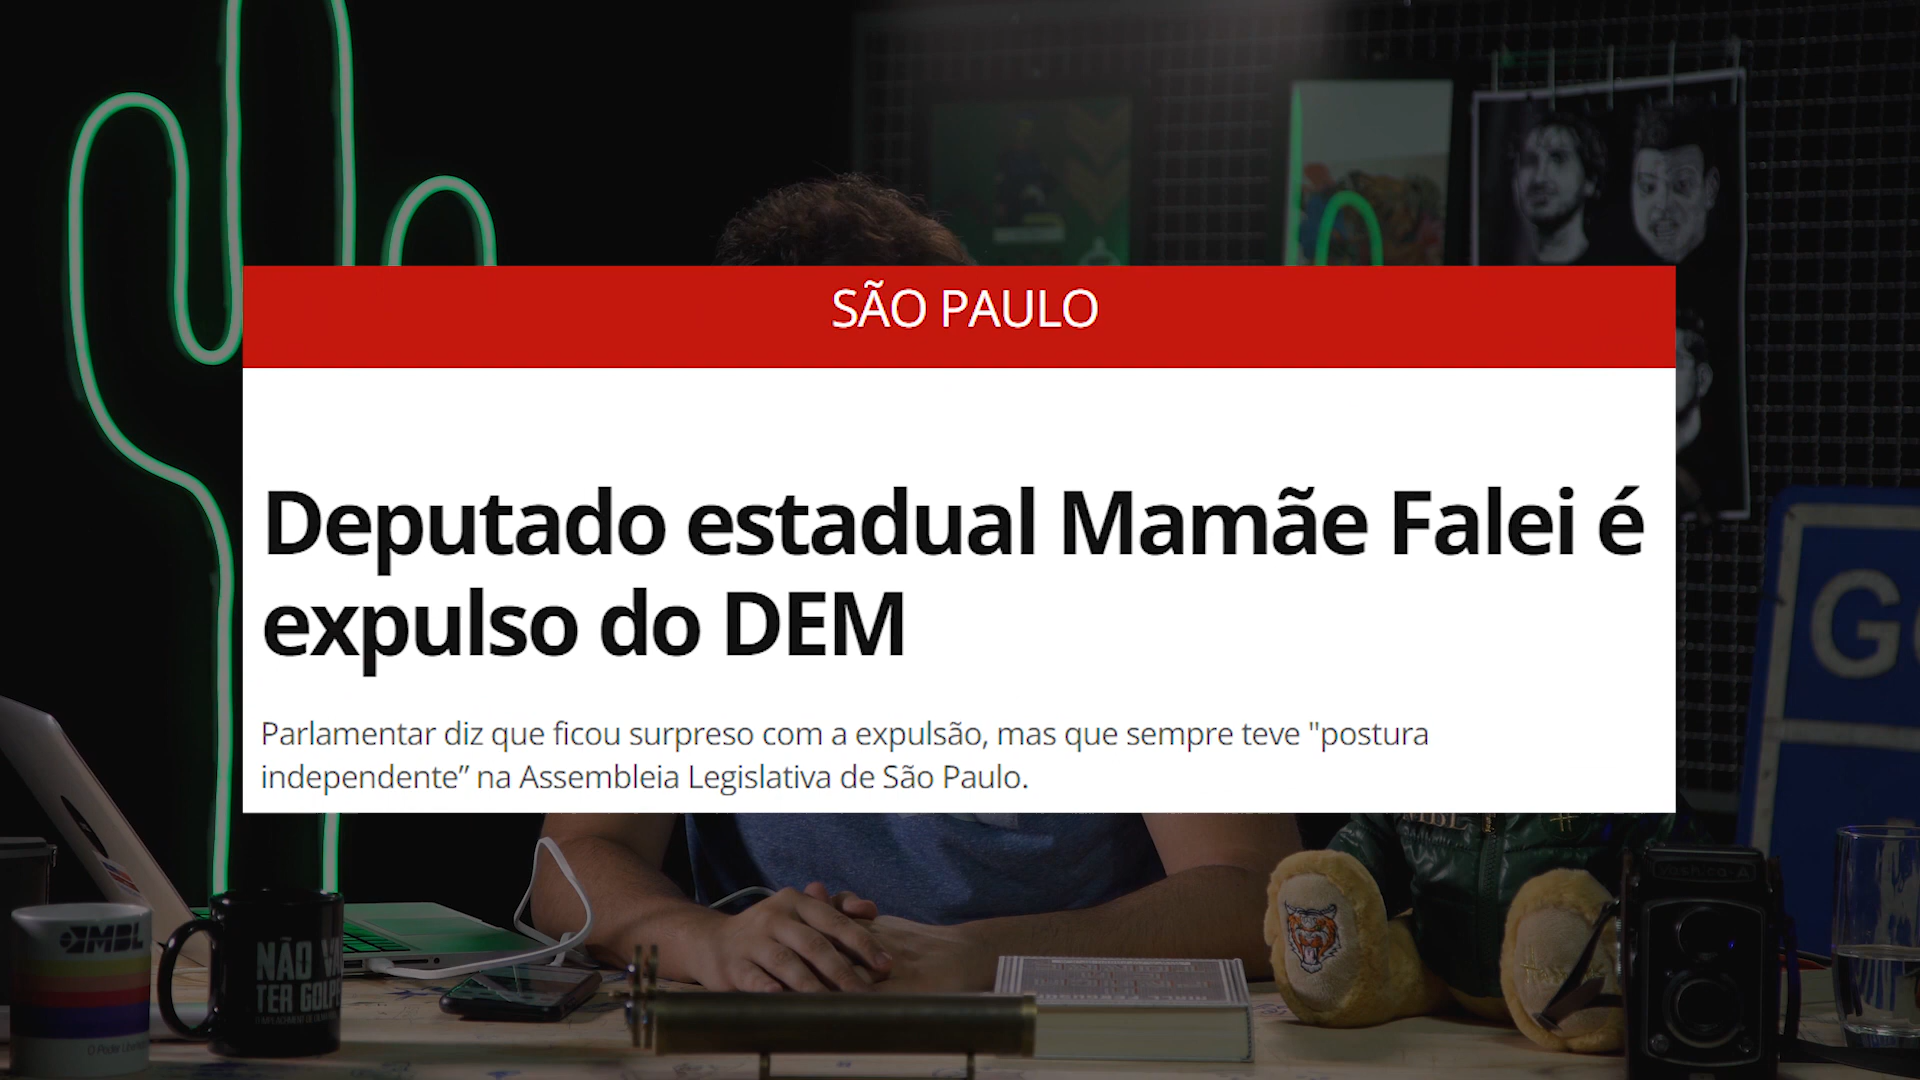 SÃO PAULO
Deputado estadual Mamãe Falei é
expulso do DEM
Parlamentar diz que ficou surpreso com a expulsão, mas que sempre teve "postura
independente” na Assembleia Legislativa de São Paulo.
MBL
NÃO
TER GOLPE